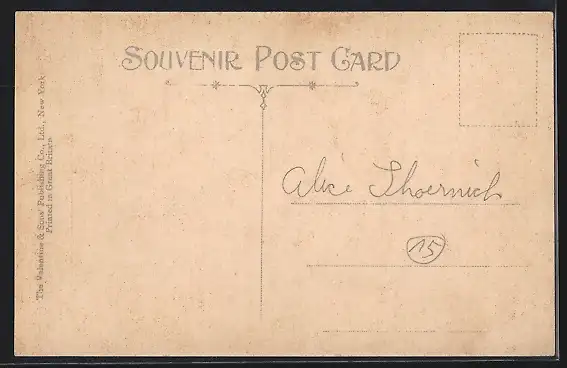 SOUVENIR POST CARD
The Valentine & Sons' Publishing Co., Ltd., New York
Printed in Great Britain
Alice Thoernich
15